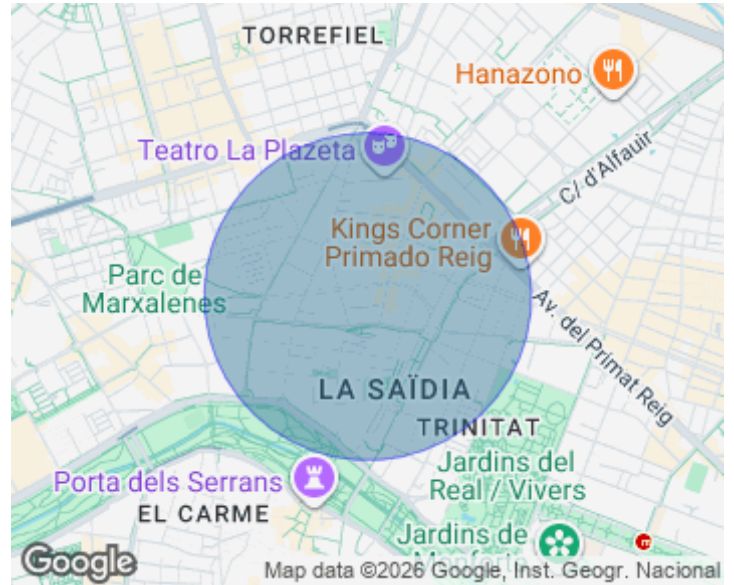 TORREFIEL
Hanazono
Teatro La Plazeta
C/ d'Alfauir
Kings Corner
Primado Reig
Parc de
Marxalenes
Av. del Primat Reig
LA SAÏDIA
TRINITAT
Jardins del
Real / Vivers
Porta dels Serrans
EL CARME
Jardins de
Google
Map data ©2026 Google, Inst. Geogr. Nacional